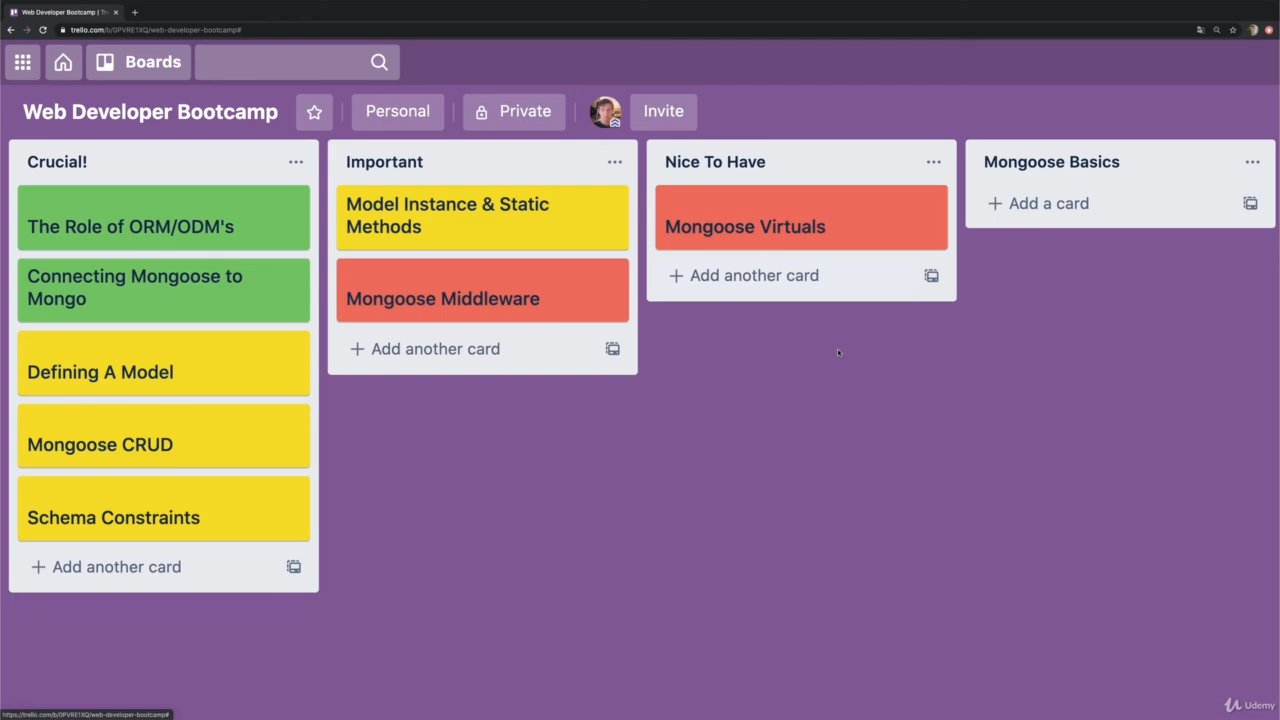 Web Developer Bootcamp | Tre
trello.com/b/0PVRE1XQ/web-developer-bootcamp#
Boards
Web Developer Bootcamp
Personal
Private
Invite
Crucial!
The Role of ORM/ODM's
Connecting Mongoose to
Mongo
Defining A Model
Mongoose CRUD
Schema Constraints
+ Add another card
Important
Model Instance & Static
Methods
Mongoose Middleware
+ Add another card
Nice To Have
Mongoose Virtuals
+ Add another card
Mongoose Basics
+ Add a card
https://trello.com/b/0PVRE1XQ/web-developer-bootcamp#
Udemy